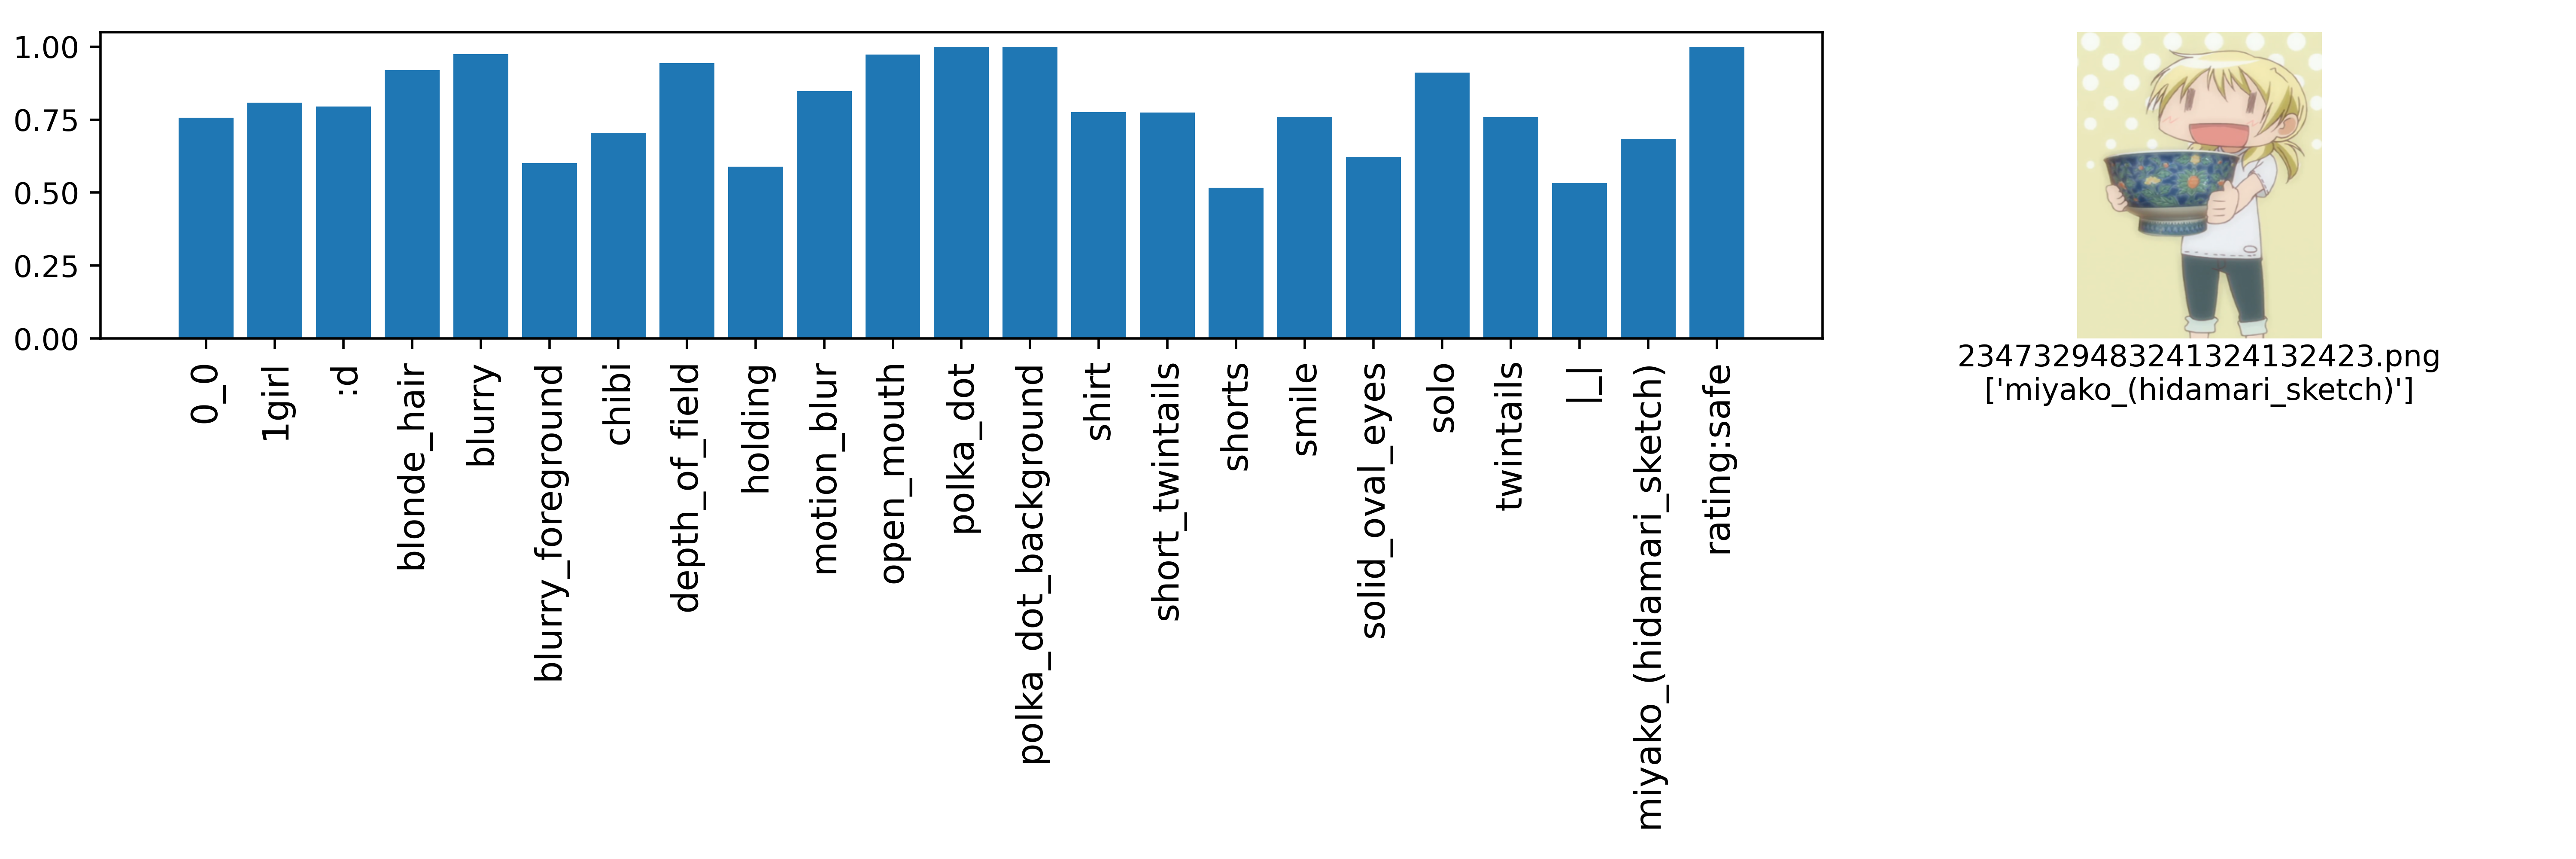 1.00
0.75
0.50
0.25
0.00
0_0
1girl
:d
blonde_hair
blurry
blurry_foreground
chibi
depth_of_field
holding
motion_blur
open_mouth
polka_dot
polka_dot_background
shirt
short_twintails
shorts
smile
solid_oval_eyes
solo
twintails
|_|
miyako_(hidamari_sketch)
rating:safe
2347329483241324132423.png
['miyako_(hidamari_sketch)']